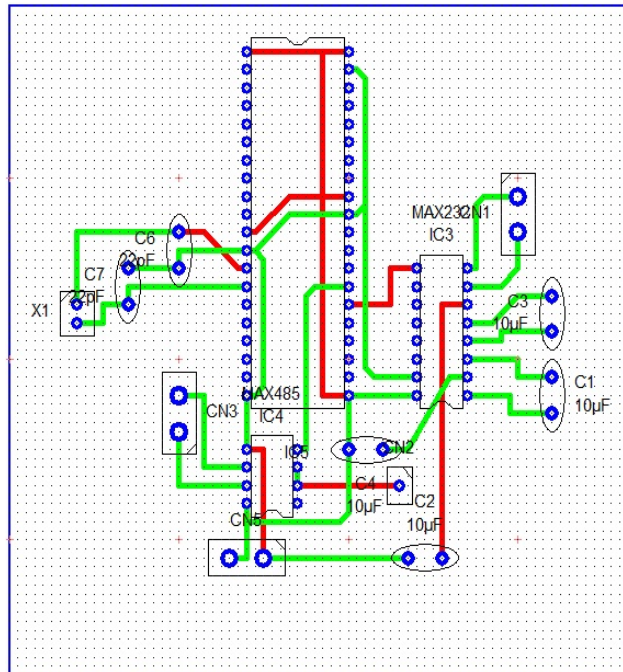 MAX232
CN1
IC3
C6
22pF
C7
22pF
X1
C3
10µF
C1
10µF
MAX485
IC4
CN3
IC5
CN2
C4
10µF
C2
10µF
CN5